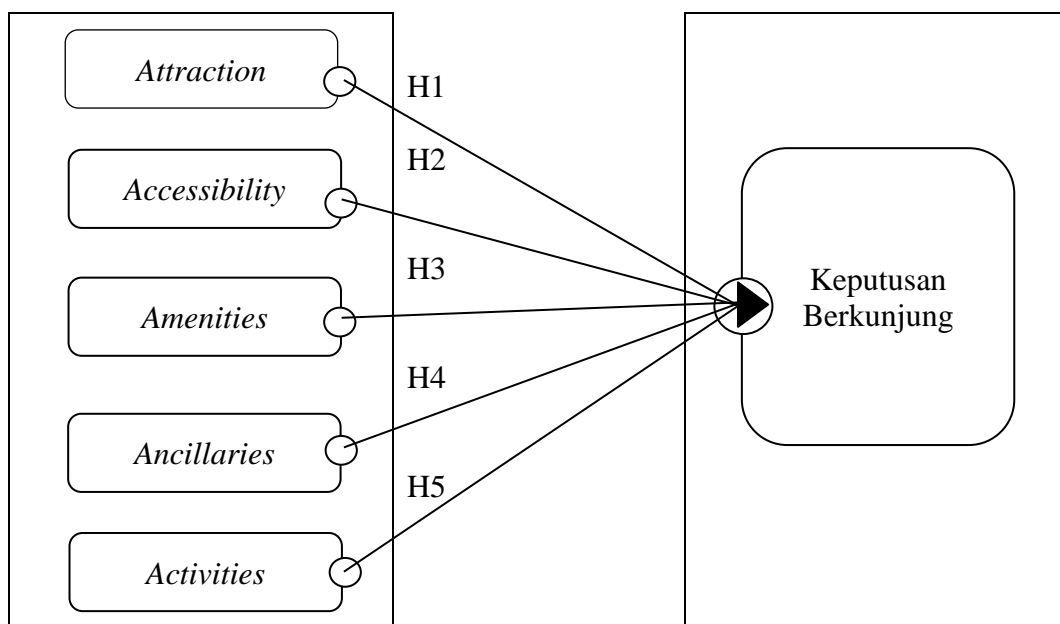 Attraction
H1
H2
Accessibility
H3
Amenities
Keputusan
Berkunjung
H4
Ancillaries
H5
Activities